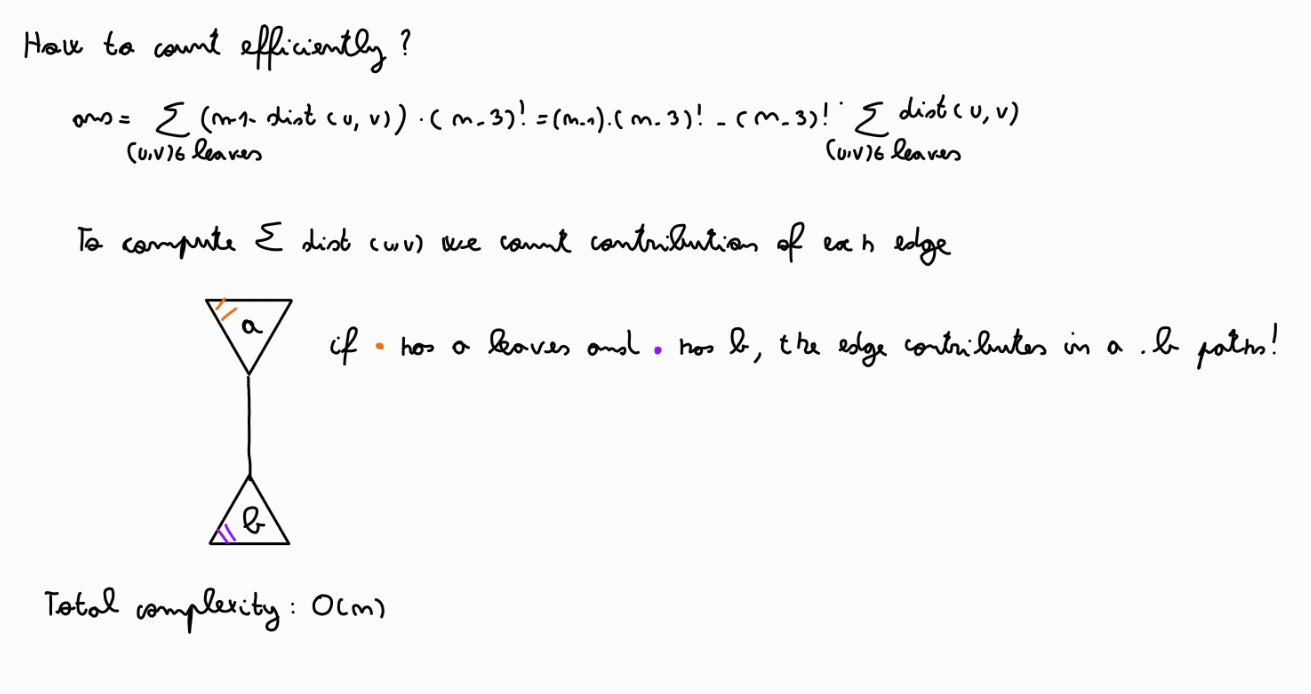 How to count efficiently?
ans = Σ (n-1- dist (u, v)) · (n-3)! = (n-1)·(n-3)! - (n-3)! · Σ dist(u, v)
(u,v)∈ leaves (u,v)∈ leaves
To compute Σ dist (u,v) we count contribution of each edge
a
if • has a leaves and • has b, the edge contributes in a . b paths!
b
Total complexity: O(n)